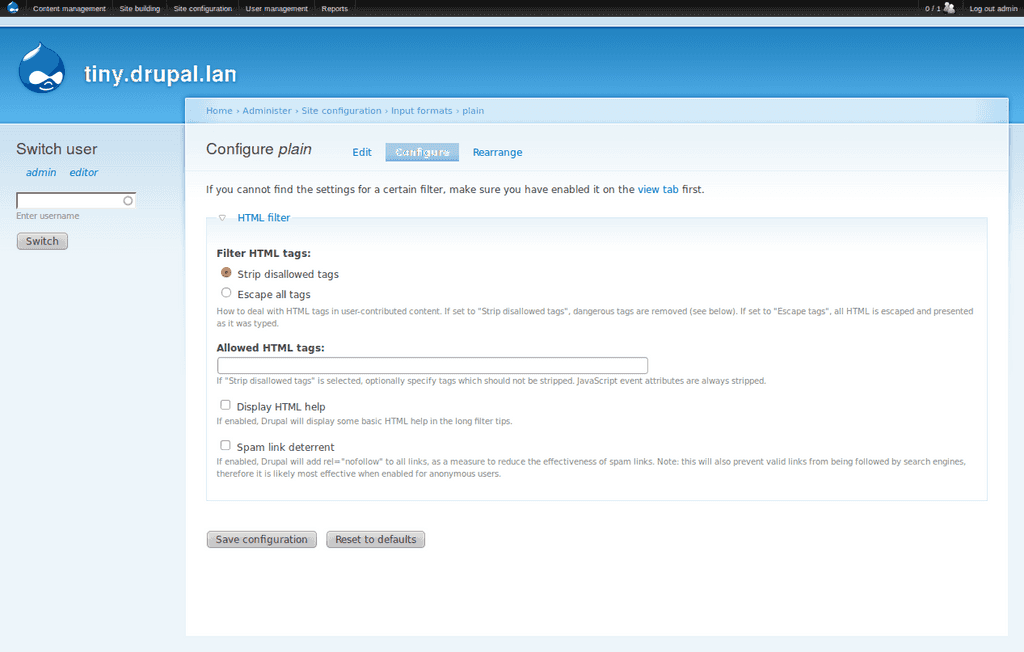 Content management Site building Site configuration User management Reports 0 / 1 Log out admin
tiny.drupal.lan
Home › Administer › Site configuration › Input formats › plain
Switch user
admin editor
Enter username
Switch
Configure plain Edit Configure Rearrange
If you cannot find the settings for a certain filter, make sure you have enabled it on the view tab first.
HTML filter
Filter HTML tags:
Strip disallowed tags
Escape all tags
How to deal with HTML tags in user-contributed content. If set to "Strip disallowed tags", dangerous tags are removed (see below). If set to "Escape tags", all HTML is escaped and presented
as it was typed.
Allowed HTML tags:
If "Strip disallowed tags" is selected, optionally specify tags which should not be stripped. JavaScript event attributes are always stripped.
Display HTML help
If enabled, Drupal will display some basic HTML help in the long filter tips.
Spam link deterrent
If enabled, Drupal will add rel="nofollow" to all links, as a measure to reduce the effectiveness of spam links. Note: this will also prevent valid links from being followed by search engines,
therefore it is likely most effective when enabled for anonymous users.
Save configuration Reset to defaults